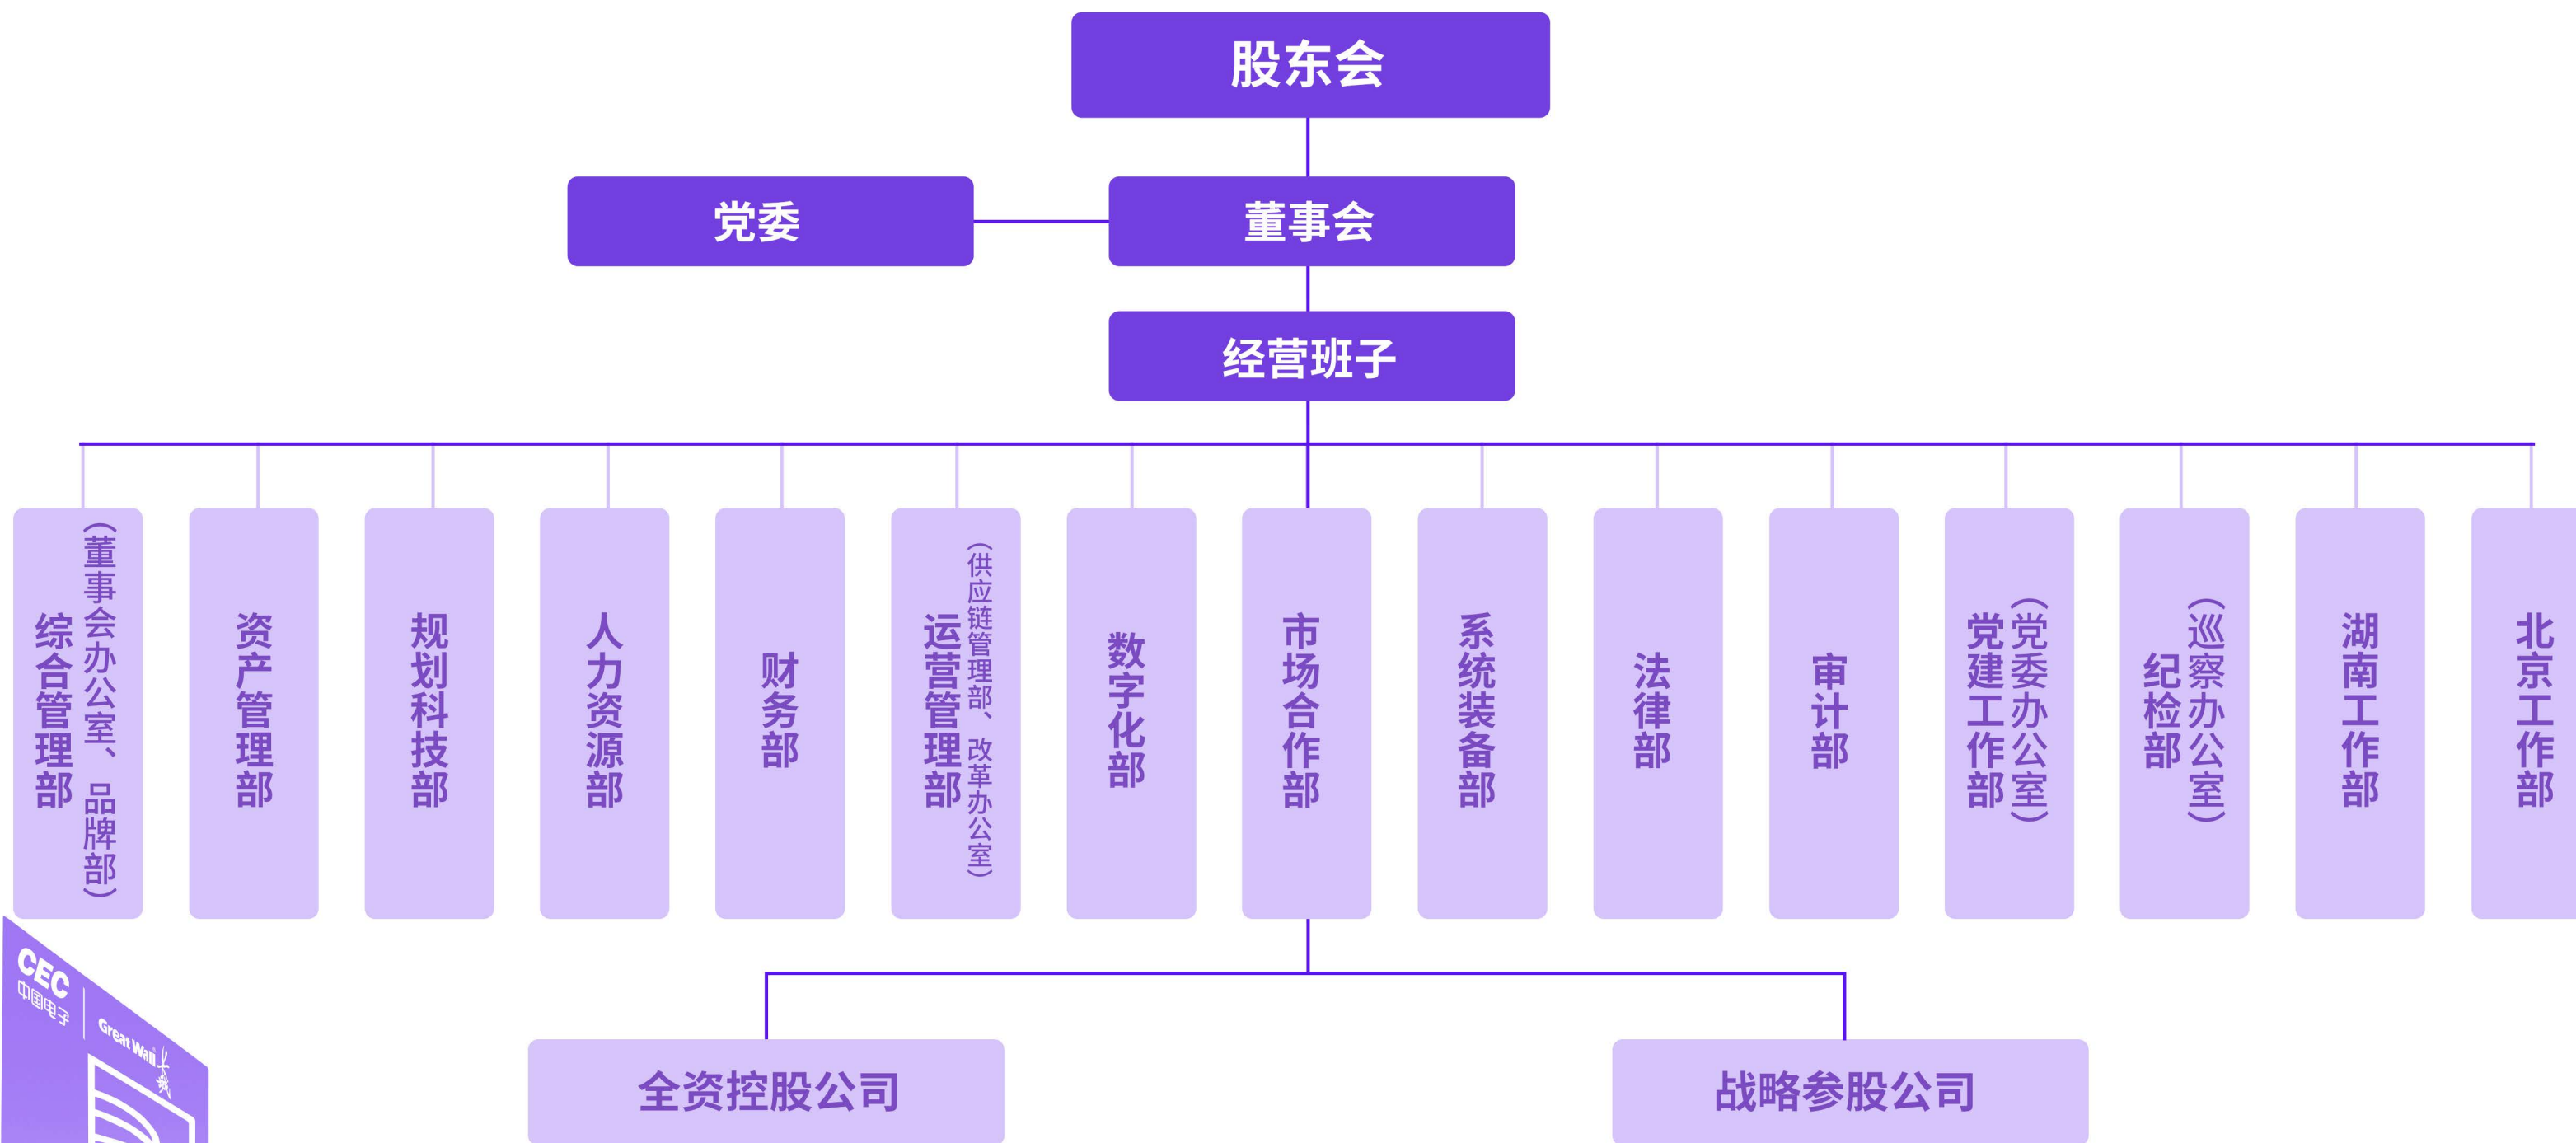 股东会
党委
董事会
经营班子
综合管理部
（董事会办公室、品牌部）
资产管理部
规划科技部
人力资源部
财务部
运营管理部
（供应链管理部、改革办公室）
数字化部
市场合作部
系统装备部
法律部
审计部
党建工作部
（党委办公室）
纪检部
（巡察办公室）
湖南工作部
北京工作部
CEC
中国电子
Great Wall
全资控股公司
战略参股公司